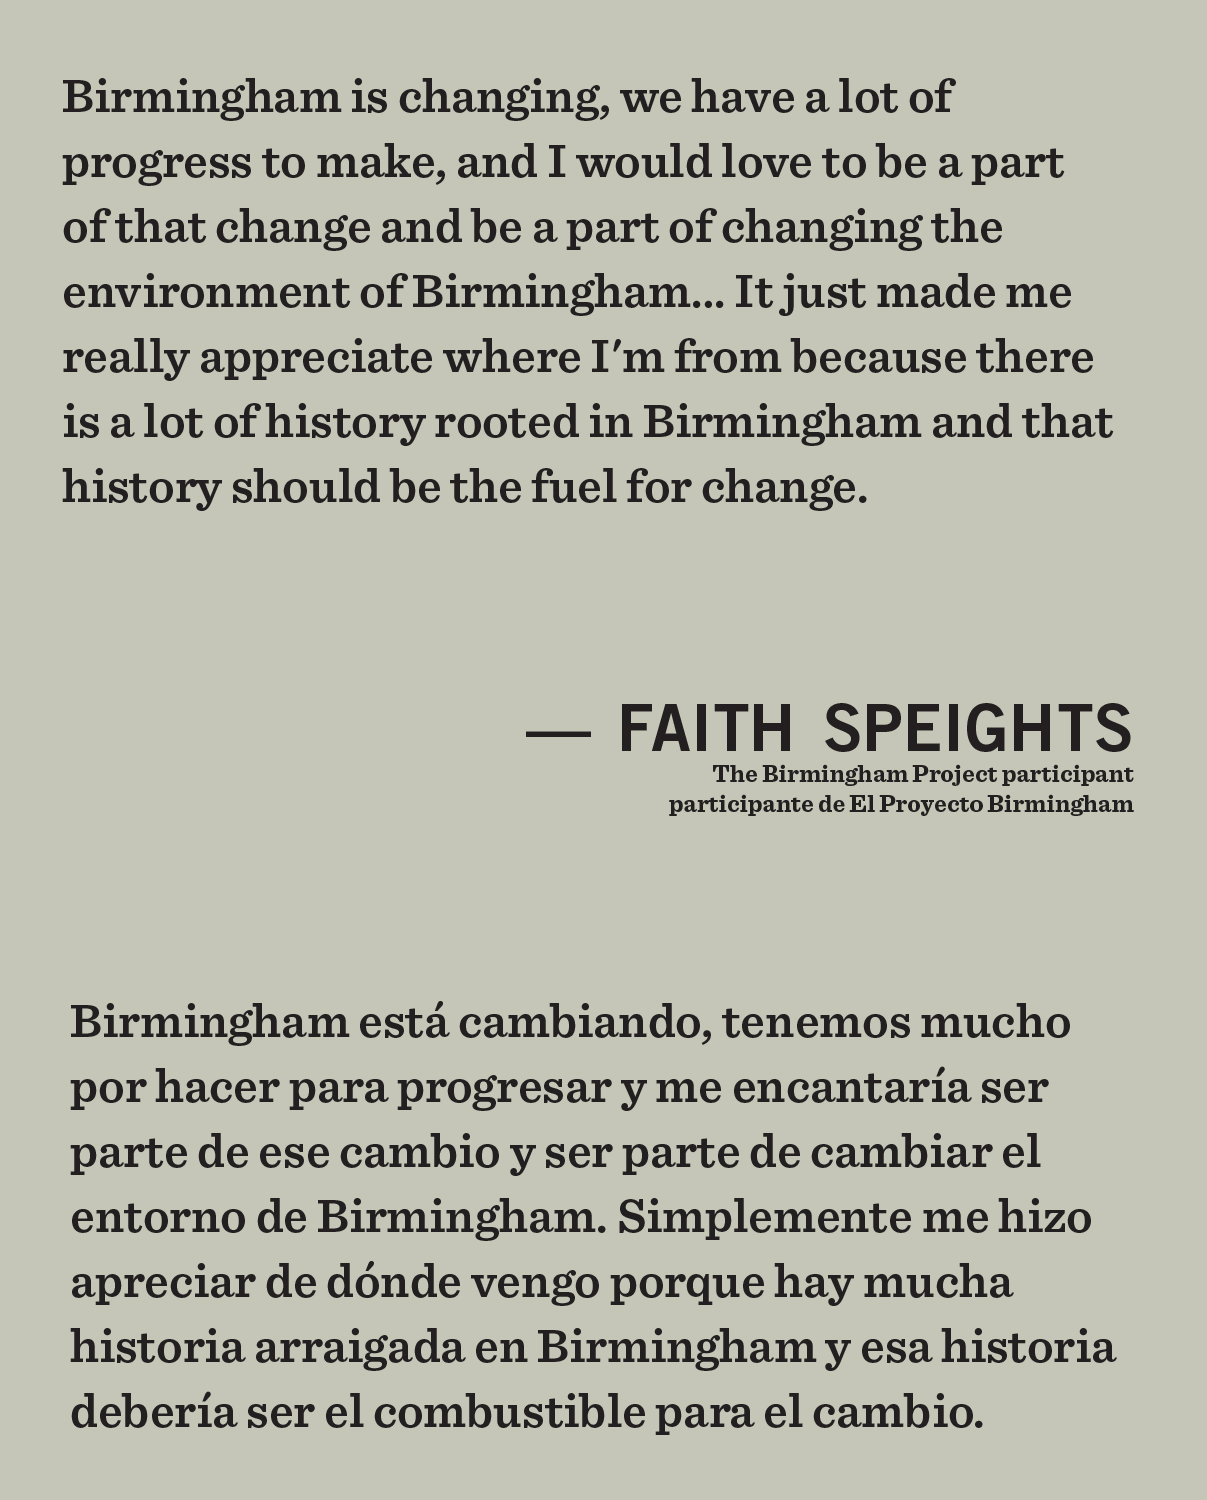 Birmingham is changing, we have a lot of
progress to make, and I would love to be a part
of that change and be a part of changing the
environment of Birmingham... It just made me
really appreciate where I'm from because there
is a lot of history rooted in Birmingham and that
history should be the fuel for change.
— FAITH SPEIGHTS
The Birmingham Project participant
participante de El Proyecto Birmingham
Birmingham está cambiando, tenemos mucho
por hacer para progresar y me encantaría ser
parte de ese cambio y ser parte de cambiar el
entorno de Birmingham. Simplemente me hizo
apreciar de dónde vengo porque hay mucha
historia arraigada en Birmingham y esa historia
debería ser el combustible para el cambio.